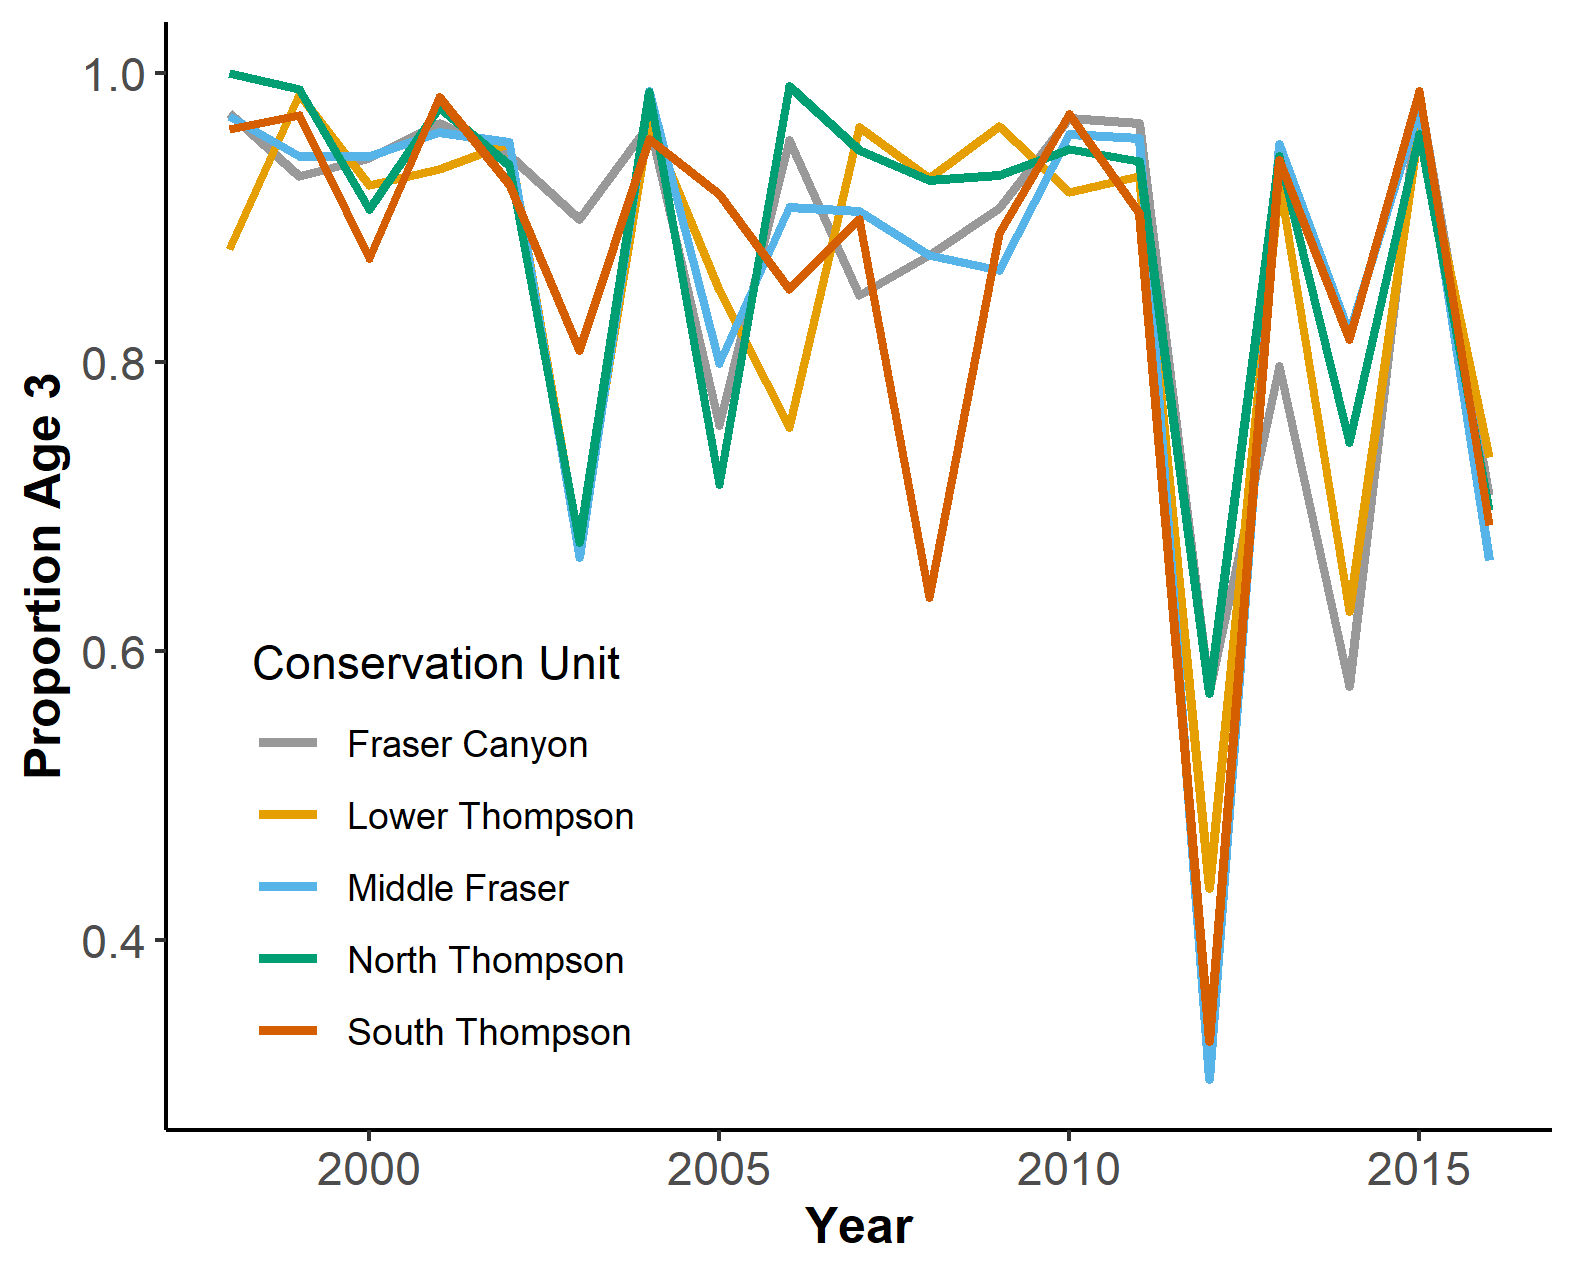 1.0
0.8
0.6
0.4
Proportion Age 3
Conservation Unit
Fraser Canyon
Lower Thompson
Middle Fraser
North Thompson
South Thompson
2000 2005 2010 2015
Year